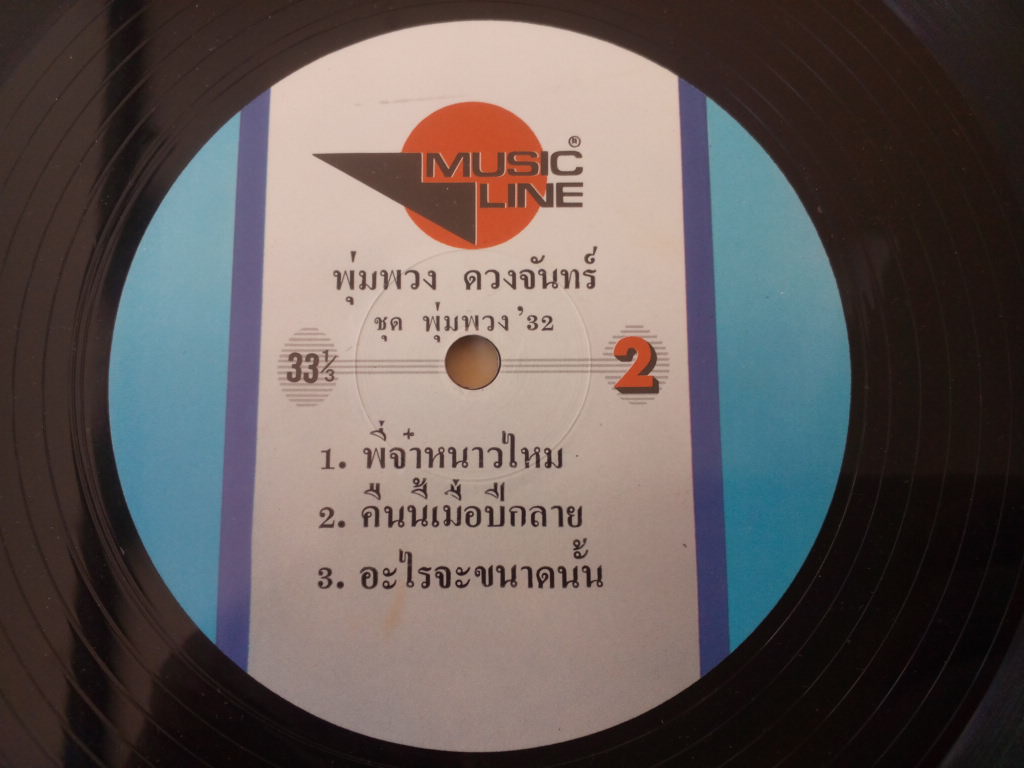 MUSIC ®
LINE
พุ่มพวง ดวงจันทร์
ชุด พุ่มพวง '32
33⅓
2
1. พี่จ๋าหนาวไหม
2. คืนนี้เมื่อปีกลาย
3. อะไรจะขนาดนั้น